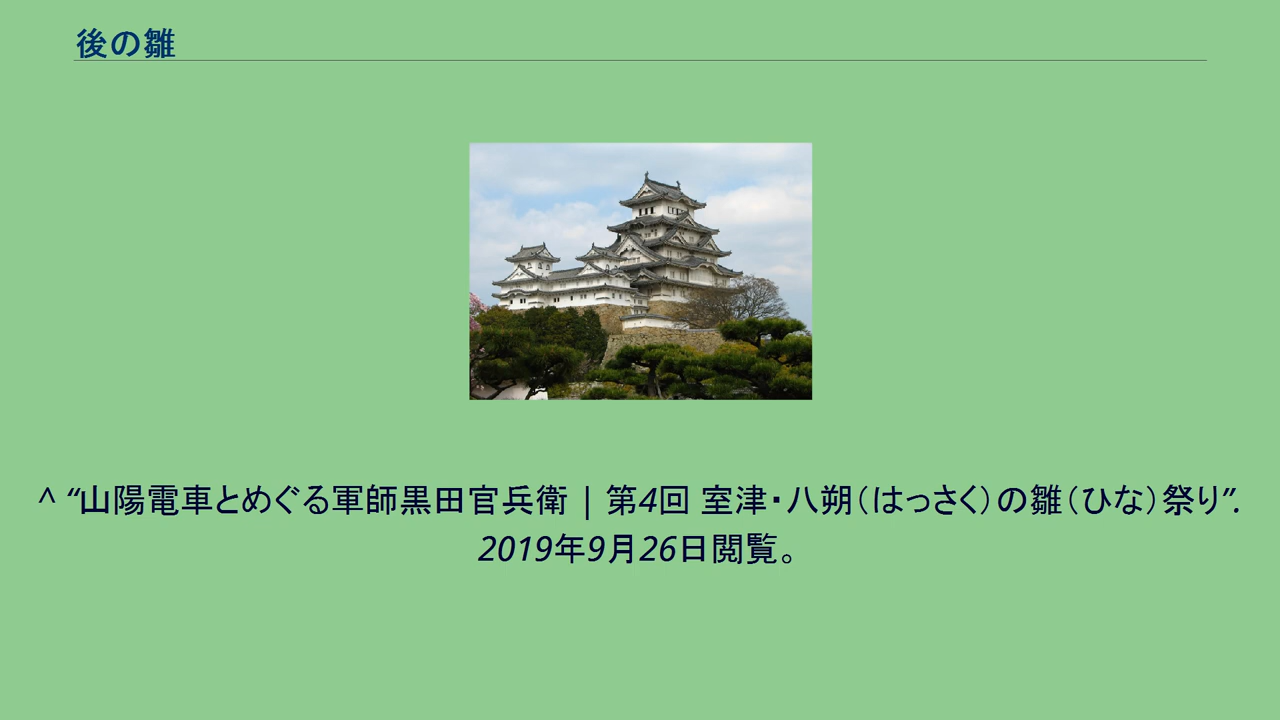 後の雛
^ “山陽電車とめぐる軍師黒田官兵衛 | 第4回 室津・八朔（はっさく）の雛（ひな）祭り”.
2019年9月26日閲覧。